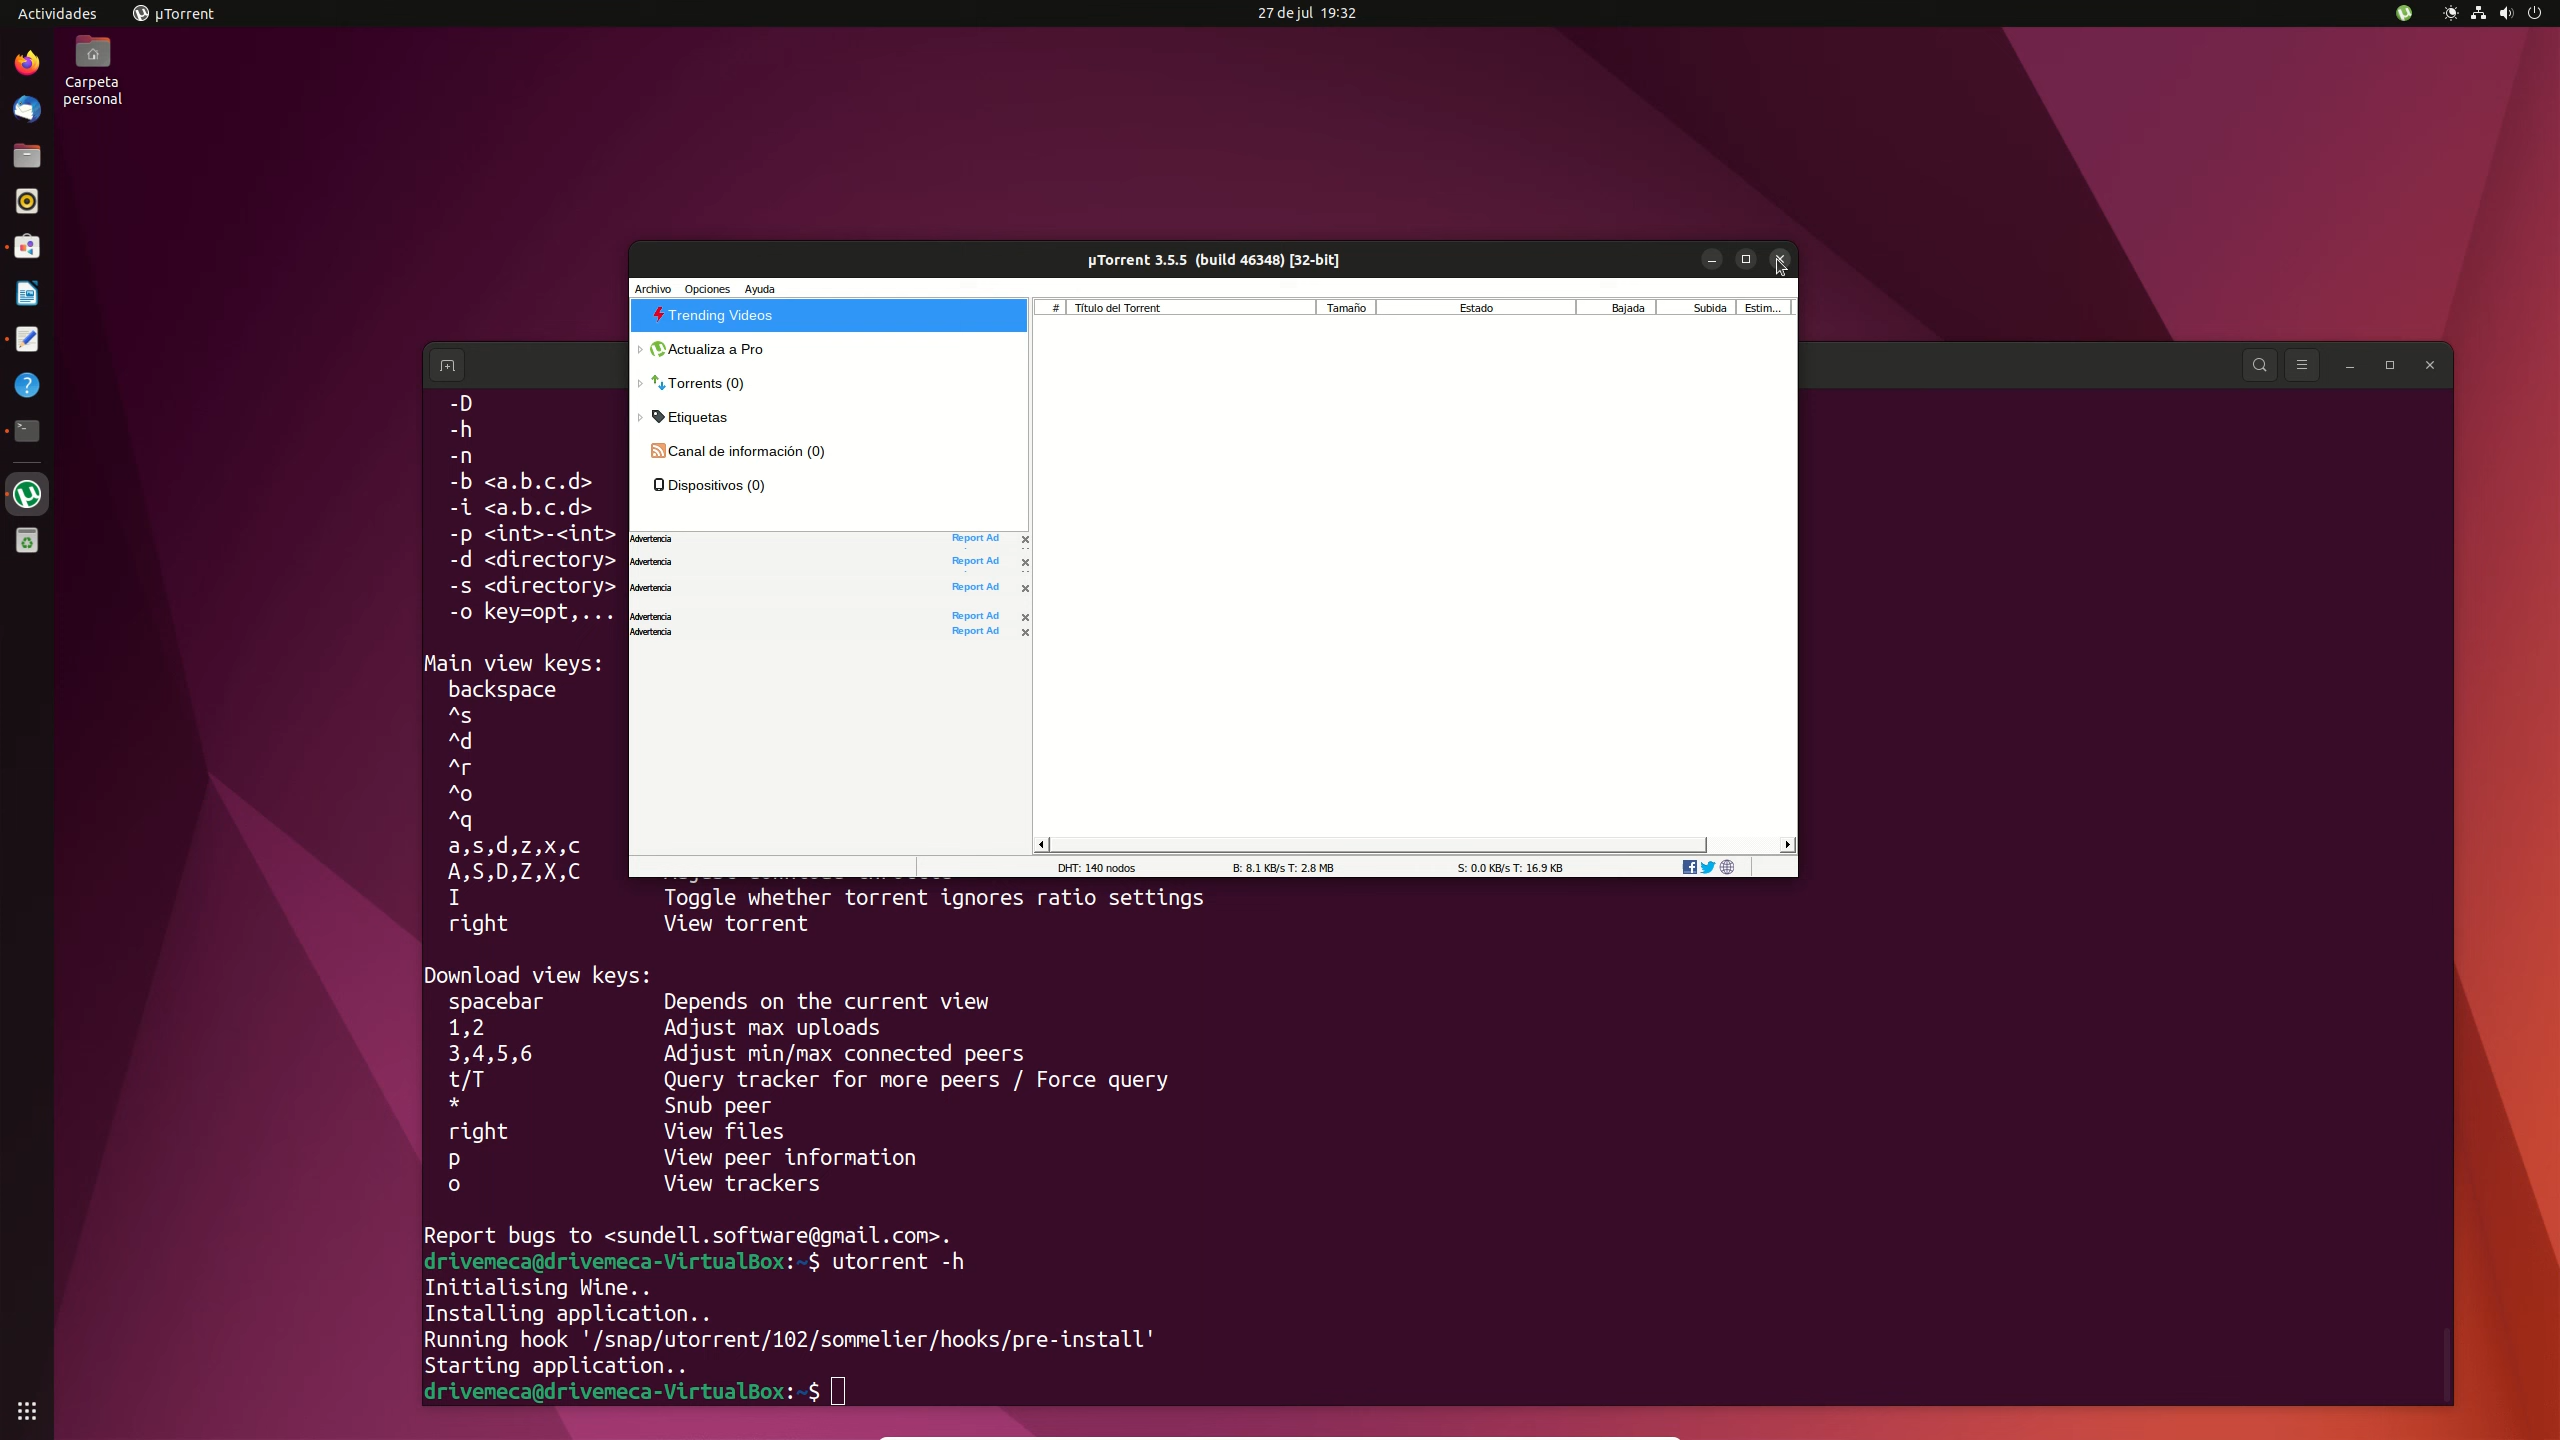 Actividades
µTorrent
27 de jul 19:32
Carpeta
personal
µTorrent 3.5.5 (build 46348) [32-bit]
Archivo Opciones Ayuda
Trending Videos
Actualiza a Pro
Torrents (0)
Etiquetas
Canal de información (0)
Dispositivos (0)
# Título del Torrent Tamaño Estado Bajada Subida Estim...
Advertencia Report Ad
Advertencia Report Ad
Advertencia Report Ad
Advertencia Report Ad
Advertencia Report Ad
DHT: 140 nodos B: 8.1 KB/s T: 2.8 MB S: 0.0 KB/s T: 16.9 KB
-D
-h
-n
-b <a.b.c.d>
-i <a.b.c.d>
-p <int>-<int>
-d <directory>
-s <directory>
-o key=opt,...
Main view keys:
backspace
^s
^d
^r
^o
^q
a,s,d,z,x,c
A,S,D,Z,X,C
I Toggle whether torrent ignores ratio settings
right View torrent
Download view keys:
spacebar Depends on the current view
1,2 Adjust max uploads
3,4,5,6 Adjust min/max connected peers
t/T Query tracker for more peers / Force query
* Snub peer
right View files
p View peer information
o View trackers
Report bugs to <sundell.software@gmail.com>.
drivemeca@drivemeca-VirtualBox:~$ utorrent -h
Initialising Wine..
Installing application..
Running hook '/snap/utorrent/102/sommelier/hooks/pre-install'
Starting application..
drivemeca@drivemeca-VirtualBox:~$